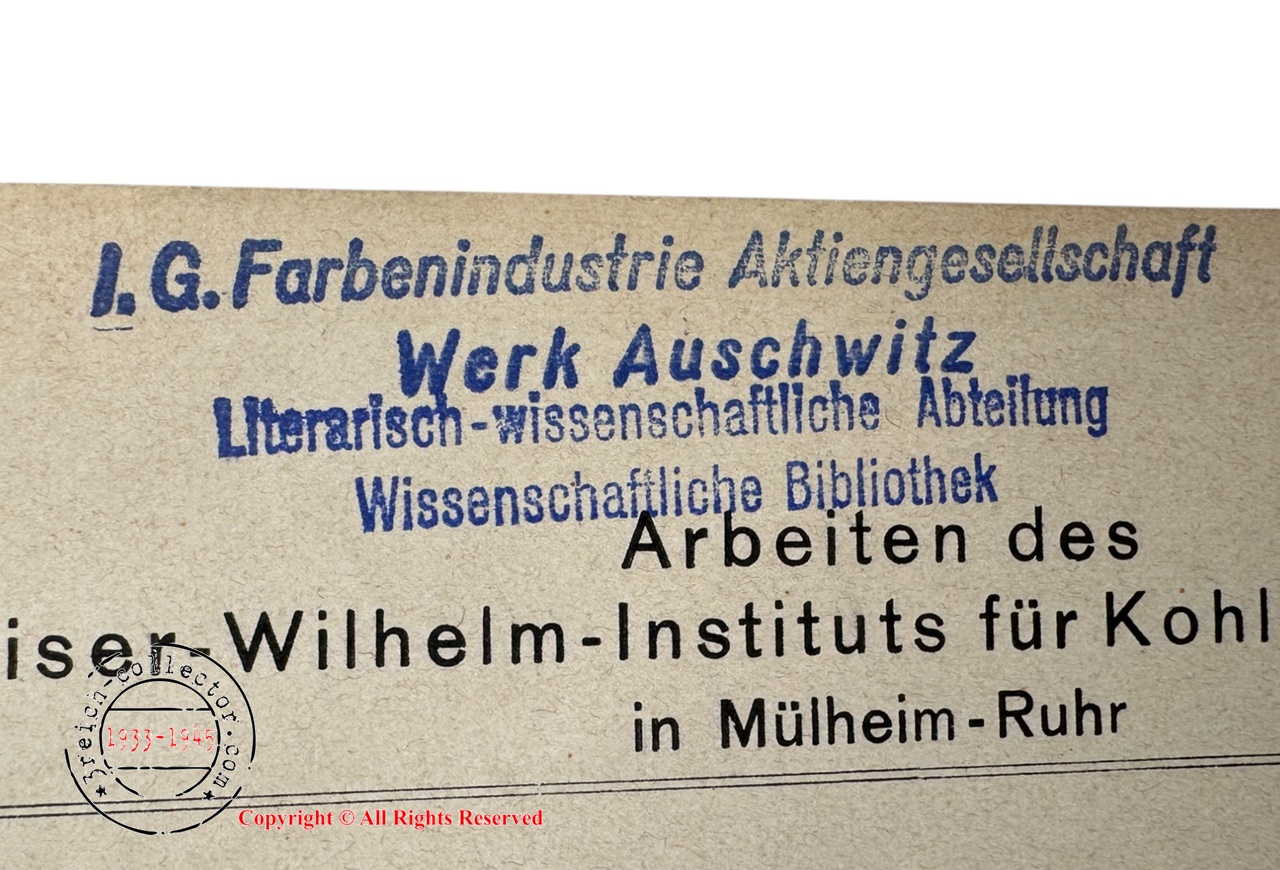 I. G. Farbenindustrie Aktiengesellschaft
Werk Auschwitz
Literarisch-wissenschaftliche Abteilung
Wissenschaftliche Bibliothek
Arbeiten des
iser-Wilhelm-Instituts für Kohl
in Mülheim-Ruhr
3reich-collector.com
1933-1945
Copyright © All Rights Reserved